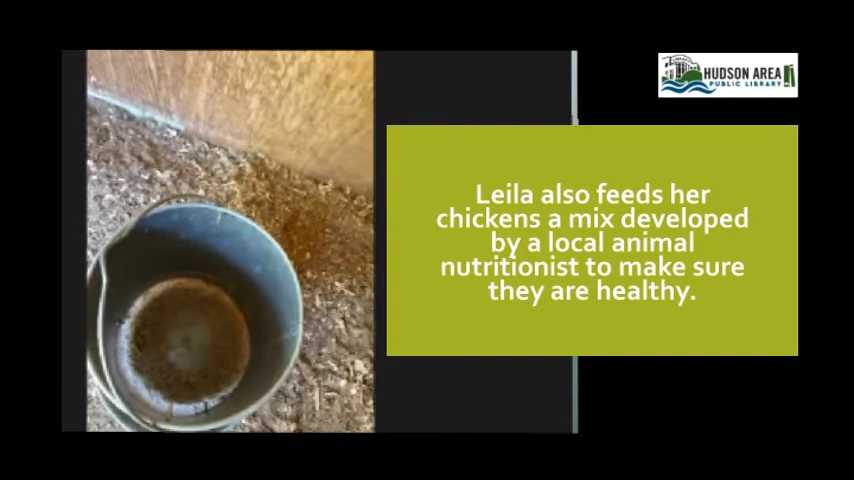 HUDSON AREA
PUBLIC LIBRARY
Leila also feeds her
chickens a mix developed
by a local animal
nutritionist to make sure
they are healthy.